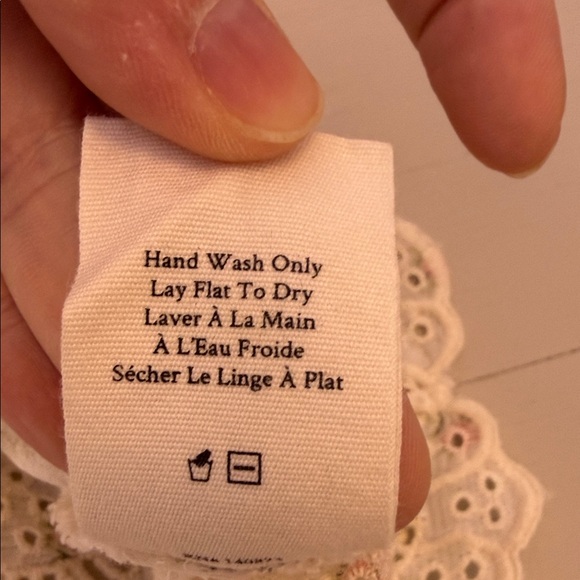 Hand Wash Only
Lay Flat To Dry
Laver À La Main
À L'Eau Froide
Sécher Le Linge À Plat